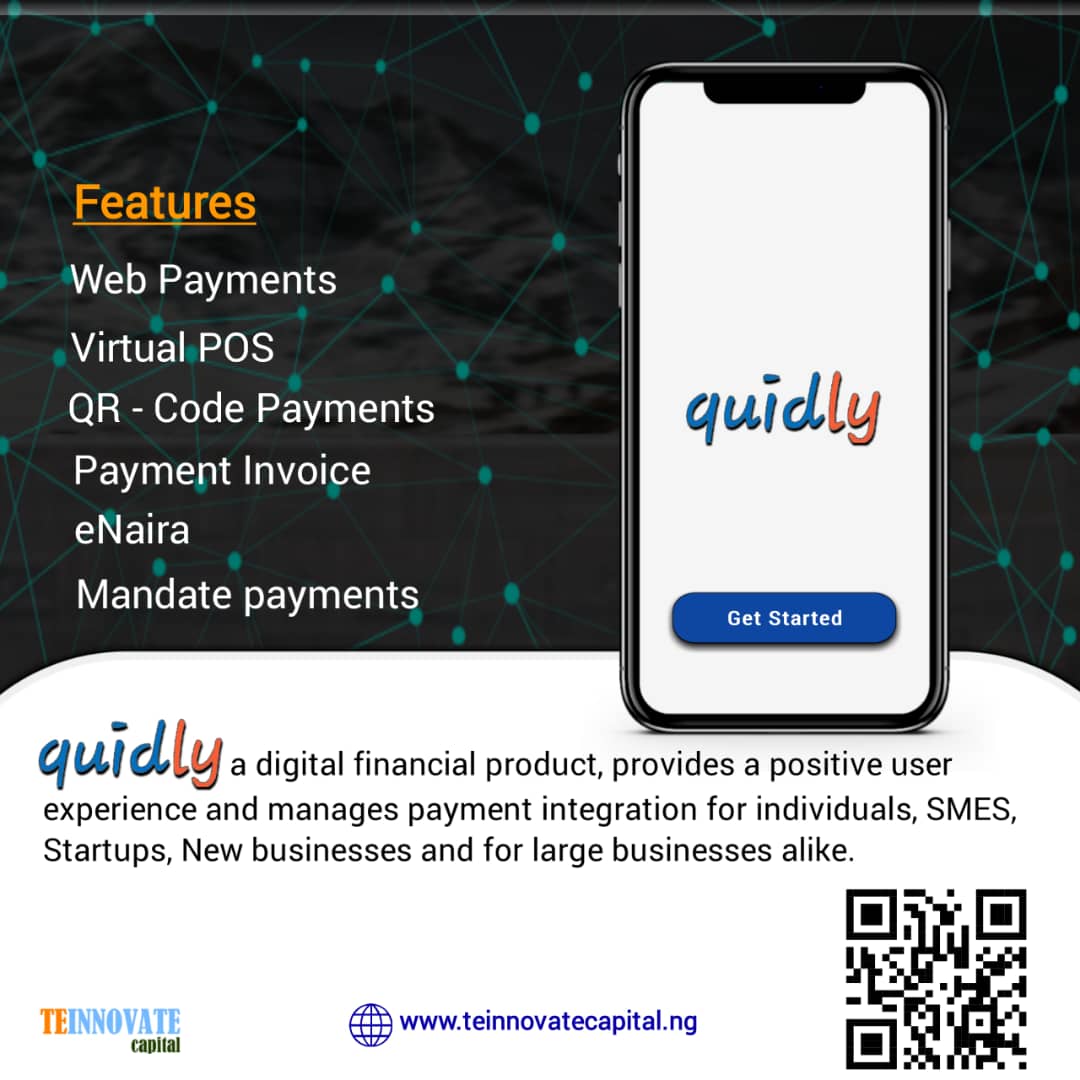 Features
Web Payments
Virtual POS
QR - Code Payments
Payment Invoice
eNaira
Mandate payments
quidly
Get Started
quidly a digital financial product, provides a positive user
experience and manages payment integration for individuals, SMES,
Startups, New businesses and for large businesses alike.
TEINNOVATE
capital
www.teinnovatecapital.ng